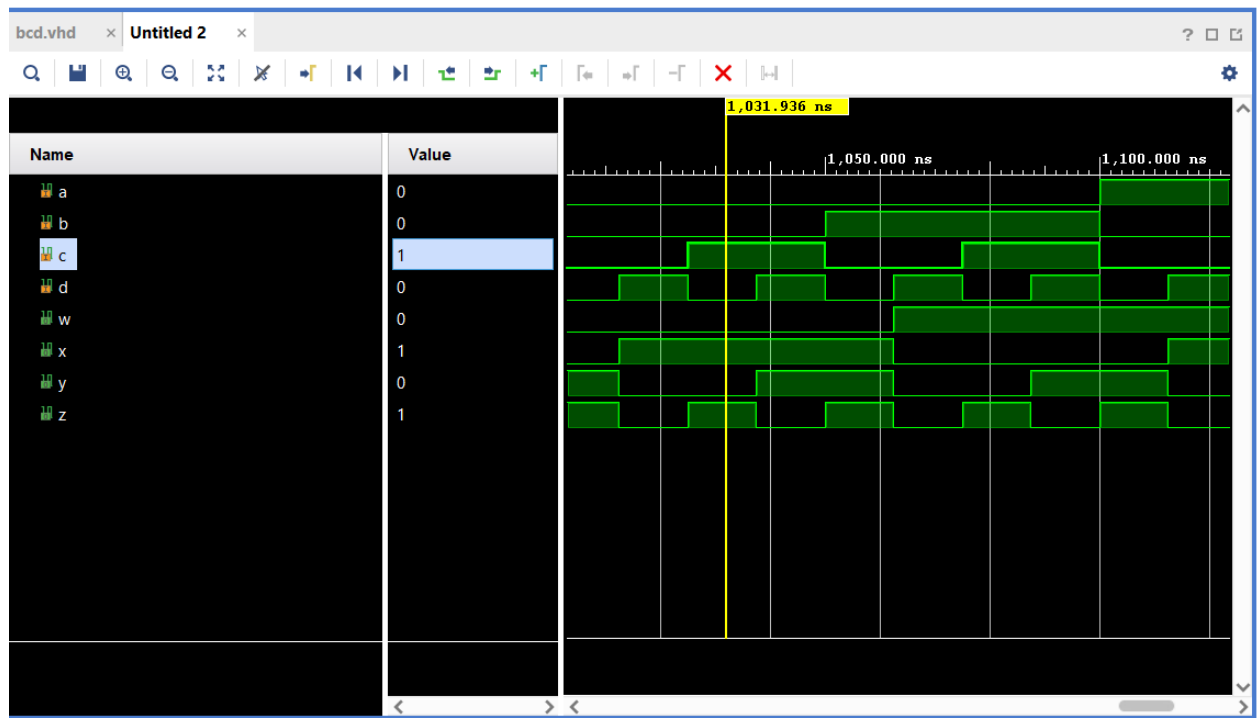 bcd.vhd × Untitled 2 ×
1,031.936 ns
Name Value
1,050.000 ns 1,100.000 ns
a 0
b 0
c 1
d 0
w 0
x 1
y 0
z 1